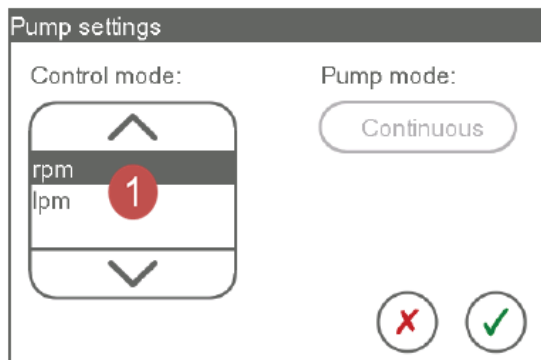 Pump settings
Control mode:
Pump mode:
Continuous
rpm
lpm
1